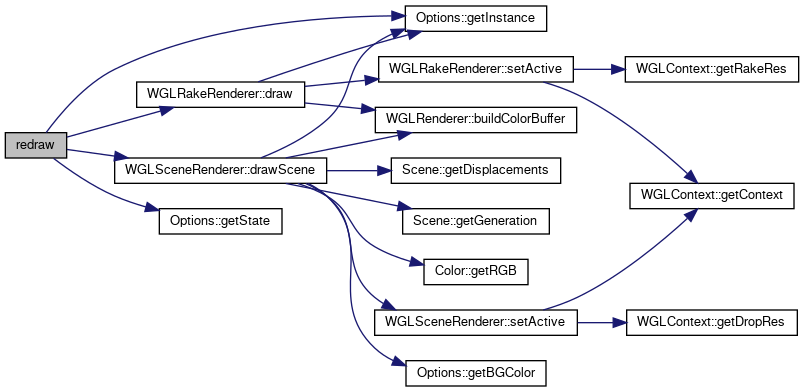 redraw
Options::getInstance
WGLRakeRenderer::draw
WGLRakeRenderer::setActive
WGLContext::getRakeRes
WGLRenderer::buildColorBuffer
WGLSceneRenderer::drawScene
Scene::getDisplacements
WGLContext::getContext
Options::getState
Scene::getGeneration
Color::getRGB
WGLSceneRenderer::setActive
WGLContext::getDropRes
Options::getBGColor